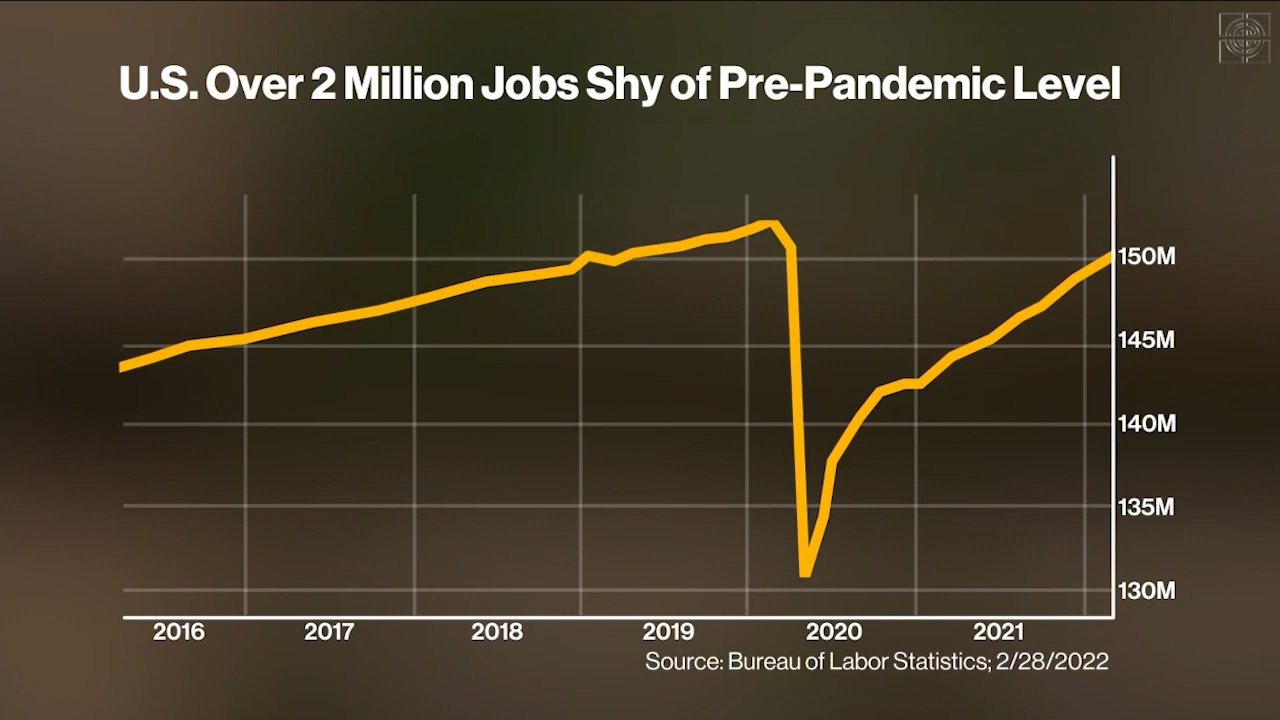 U.S. Over 2 Million Jobs Shy of Pre-Pandemic Level
150M
145M
140M
135M
130M
2016 2017 2018 2019 2020 2021
Source: Bureau of Labor Statistics; 2/28/2022